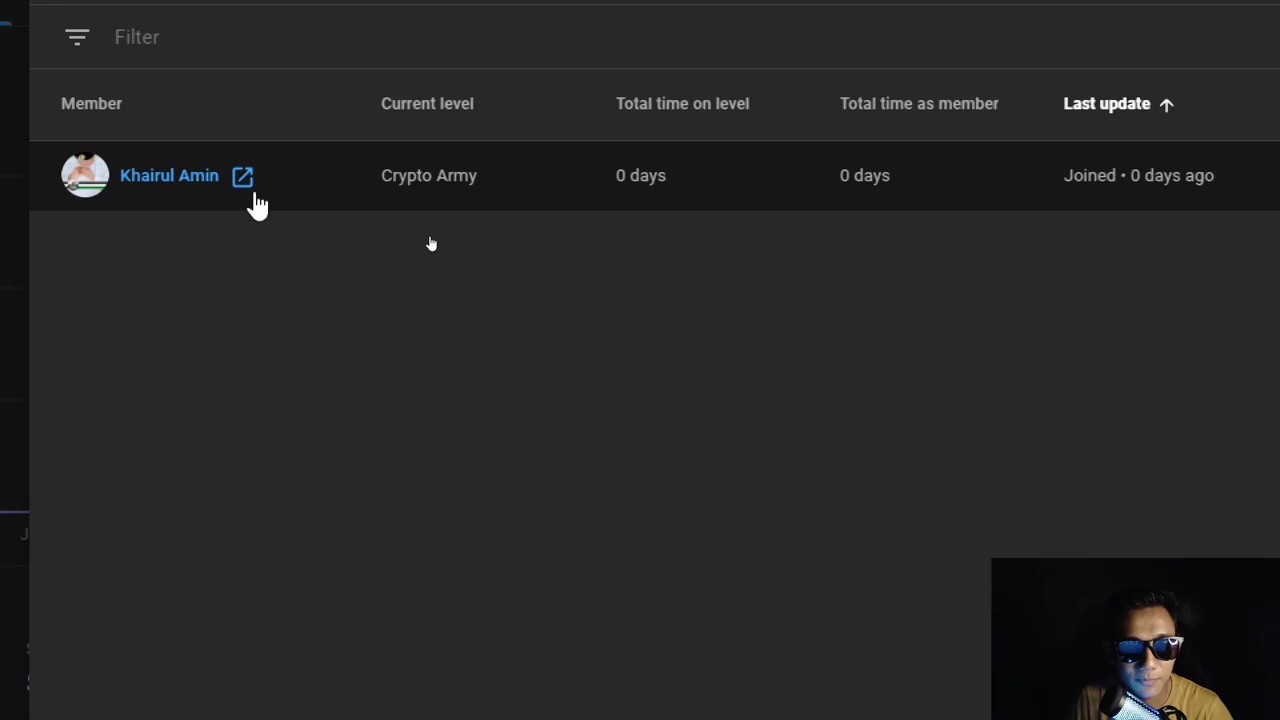 Filter
Member Current level Total time on level Total time as member Last update
Khairul Amin Crypto Army 0 days 0 days Joined • 0 days ago